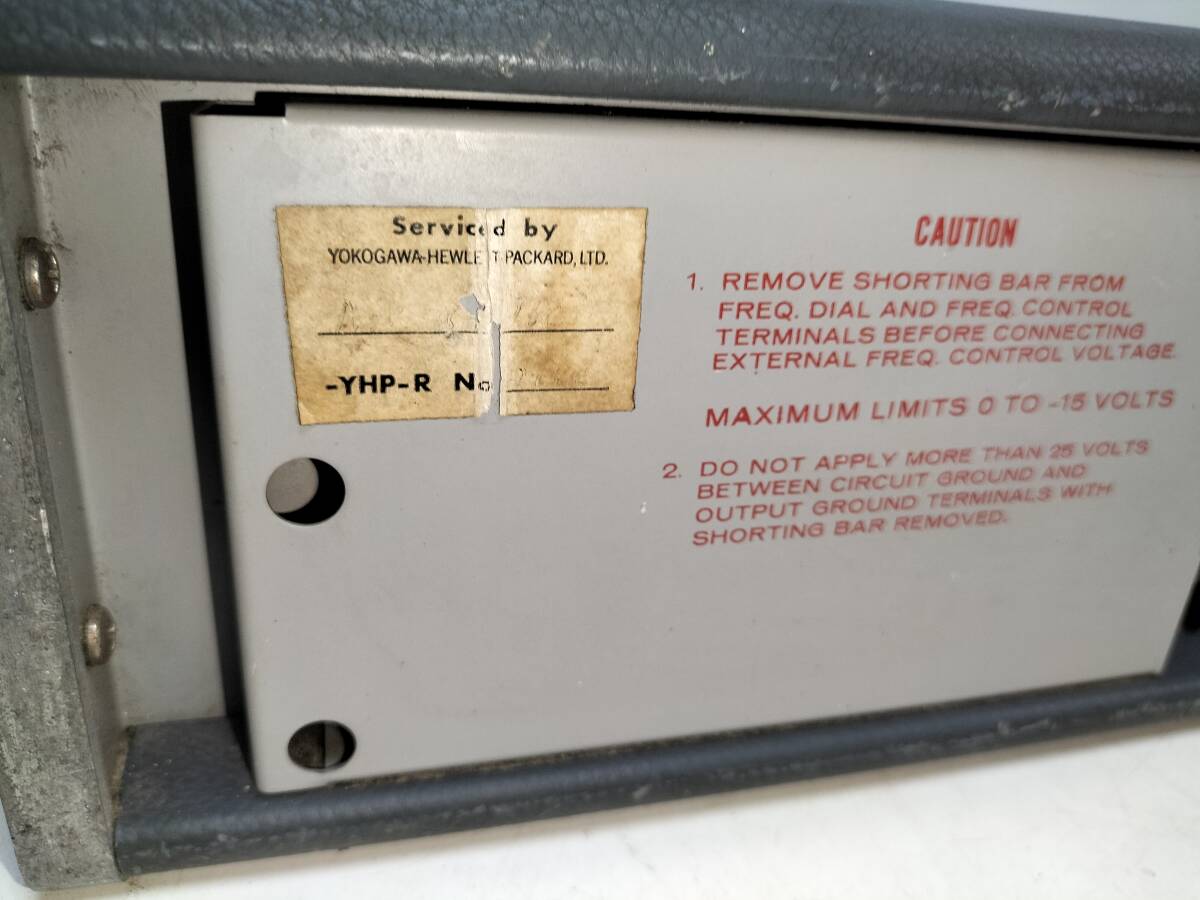 Serviced by
YOKOGAWA-HEWLETT PACKARD, LTD.
-YHP-R No
CAUTION
1. REMOVE SHORTING BAR FROM
FREQ. DIAL AND FREQ. CONTROL
TERMINALS BEFORE CONNECTING
EXTERNAL FREQ. CONTROL VOLTAGE.
MAXIMUM LIMITS 0 TO -15 VOLTS
2. DO NOT APPLY MORE THAN 25 VOLTS
BETWEEN CIRCUIT GROUND AND
OUTPUT GROUND TERMINALS WITH
SHORTING BAR REMOVED.